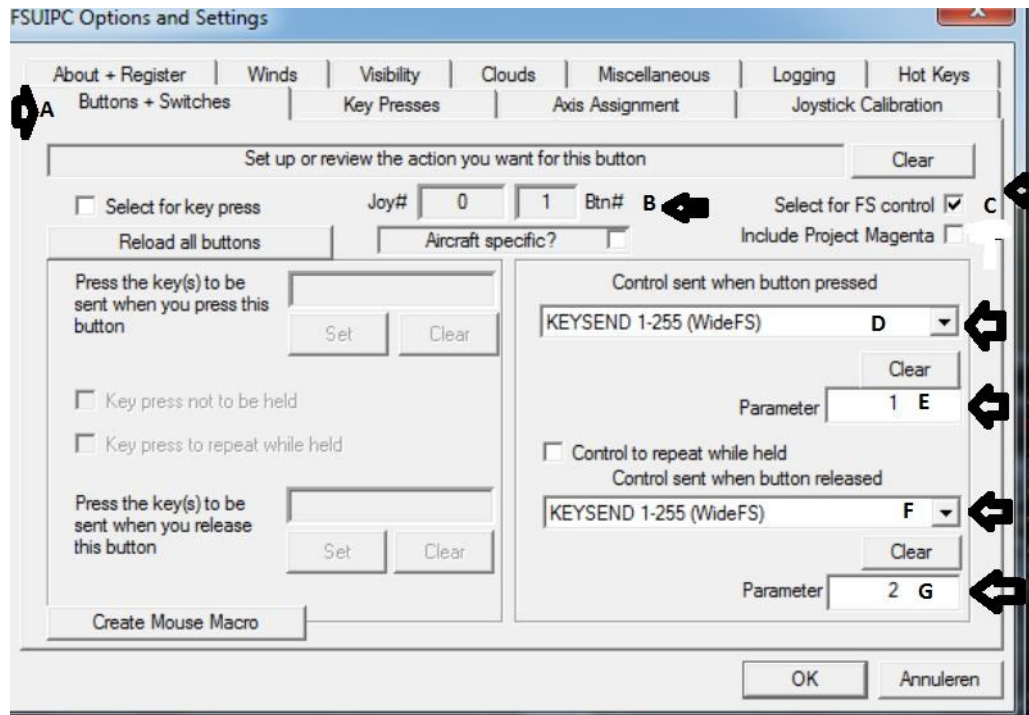 FSUIPC Options and Settings
About + Register Winds Visibility Clouds Miscellaneous Logging Hot Keys
A Buttons + Switches Key Presses Axis Assignment Joystick Calibration
Set up or review the action you want for this button Clear
Select for key press Joy# 0 1 Btn# B Select for FS control C
Reload all buttons Aircraft specific? Include Project Magenta
Press the key(s) to be
sent when you press this
button
Set Clear
Key press not to be held
Key press to repeat while held
Press the key(s) to be
sent when you release
this button
Set Clear
Create Mouse Macro
Control sent when button pressed
KEYSEND 1-255 (WideFS) D
Clear
Parameter 1 E
Control to repeat while held
Control sent when button released
KEYSEND 1-255 (WideFS) F
Clear
Parameter 2 G
OK Annuleren